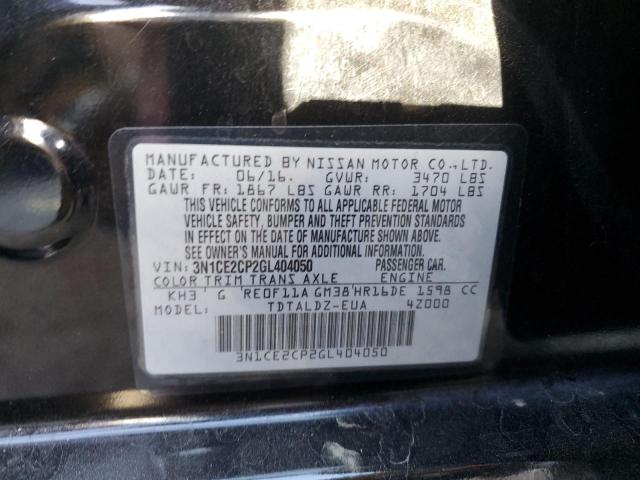 MANUFACTURED BY NISSAN MOTOR CO.,LTD.
DATE: 06/16. GVWR: 3470 LBS
GAWR FR: 1867 LBS GAWR RR: 1704 LBS
THIS VEHICLE CONFORMS TO ALL APPLICABLE FEDERAL MOTOR
VEHICLE SAFETY, BUMPER AND THEFT PREVENTION STANDARDS
IN EFFECT ON THE DATE OF MANUFACTURE SHOWN ABOVE.
SEE OWNER'S MANUAL FOR ADDITIONAL INFORMATION.
VIN: 3N1CE2CP2GL404050 PASSENGER CAR.
COLOR TRIM TRANS AXLE ENGINE
KH3 G RE0F11A GM38 HR16DE 1598 CC
MODEL: TDTALDZ-EUA 4Z000
3N1CE2CP2GL404050